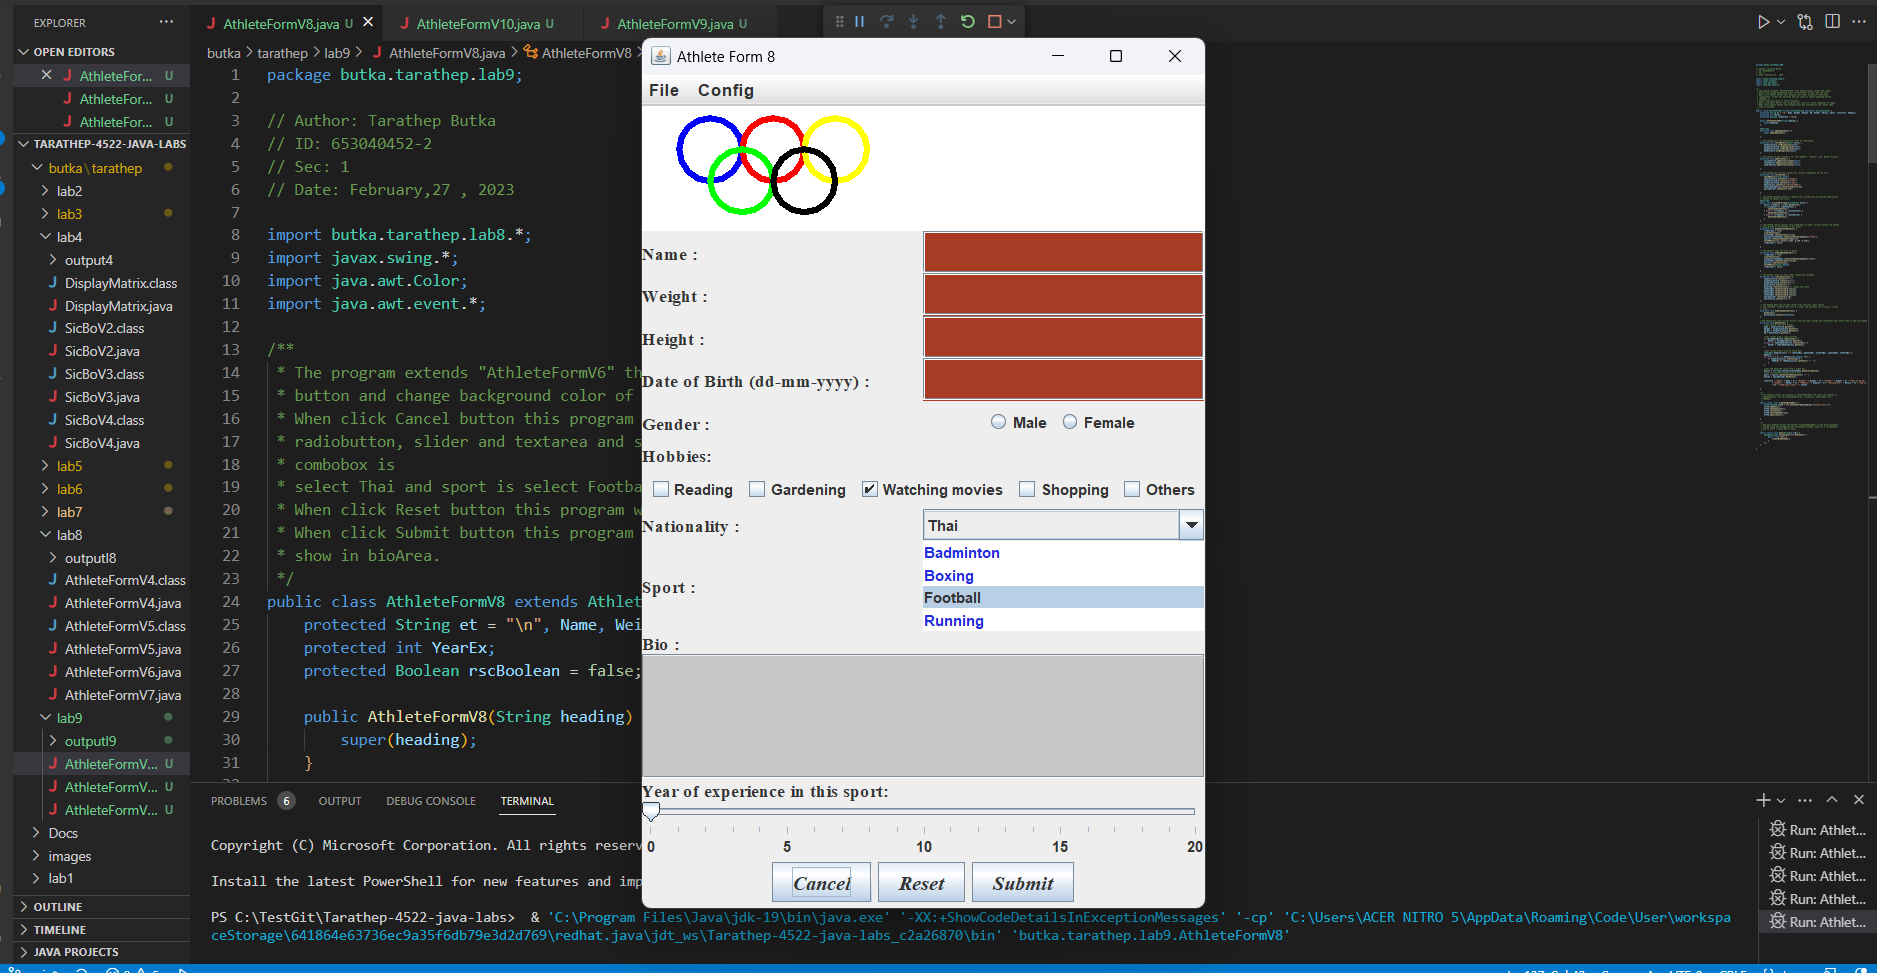 EXPLORER
OPEN EDITORS
AthleteFor... U
AthleteFor... U
AthleteFor... U
TARATHEP-4522-JAVA-LABS
butka\tarathep
lab2
lab3
lab4
output4
DisplayMatrix.class
DisplayMatrix.java
SicBoV2.class
SicBoV2.java
SicBoV3.class
SicBoV3.java
SicBoV4.class
SicBoV4.java
lab5
lab6
lab7
lab8
outputl8
AthleteFormV4.class
AthleteFormV4.java
AthleteFormV5.class
AthleteFormV5.java
AthleteFormV6.java
AthleteFormV7.java
lab9
outputl9
AthleteFormV... U
AthleteFormV... U
AthleteFormV... U
Docs
images
lab1
OUTLINE
TIMELINE
JAVA PROJECTS
AthleteFormV8.java U
AthleteFormV10.java U
AthleteFormV9.java U
butka > tarathep > lab9 > AthleteFormV8.java > AthleteFormV8 >
1 package butka.tarathep.lab9;
2
3 // Author: Tarathep Butka
4 // ID: 653040452-2
5 // Sec: 1
6 // Date: February,27 , 2023
7
8 import butka.tarathep.lab8.*;
9 import javax.swing.*;
10 import java.awt.Color;
11 import java.awt.event.*;
12
13 /**
14 * The program extends "AthleteFormV6" th
15 * button and change background color of
16 * When click Cancel button this program
17 * radiobutton, slider and textarea and s
18 * combobox is
19 * select Thai and sport is select Footba
20 * When click Reset button this program w
21 * When click Submit button this program
22 * show in bioArea.
23 */
24 public class AthleteFormV8 extends Athlet
25 protected String et = "\n", Name, Wei
26 protected int YearEx;
27 protected Boolean rscBoolean = false;
28
29 public AthleteFormV8(String heading)
30 super(heading);
31 }
Athlete Form 8
File Config
Name :
Weight :
Height :
Date of Birth (dd-mm-yyyy) :
Gender : Male Female
Hobbies:
Reading Gardening Watching movies Shopping Others
Nationality : Thai
Sport :
Badminton
Boxing
Football
Running
Bio :
Year of experience in this sport:
0 5 10 15 20
Cancel Reset Submit
PROBLEMS 6 OUTPUT DEBUG CONSOLE TERMINAL
Copyright (C) Microsoft Corporation. All rights reserv
Install the latest PowerShell for new features and imp
PS C:\TestGit\Tarathep-4522-java-labs> & 'C:\Program Files\Java\jdk-19\bin\java.exe' '-XX:+ShowCodeDetailsInExceptionMessages' '-cp' 'C:\Users\ACER NITRO 5\AppData\Roaming\Code\User\workspa
ceStorage\641864e63736ec9a35f6db79e3d2d769\redhat.java\jdt_ws\Tarathep-4522-java-labs_c2a26870\bin' 'butka.tarathep.lab9.AthleteFormV8'
Run: Athlet...
Run: Athlet...
Run: Athlet...
Run: Athlet...
Run: Athlet...